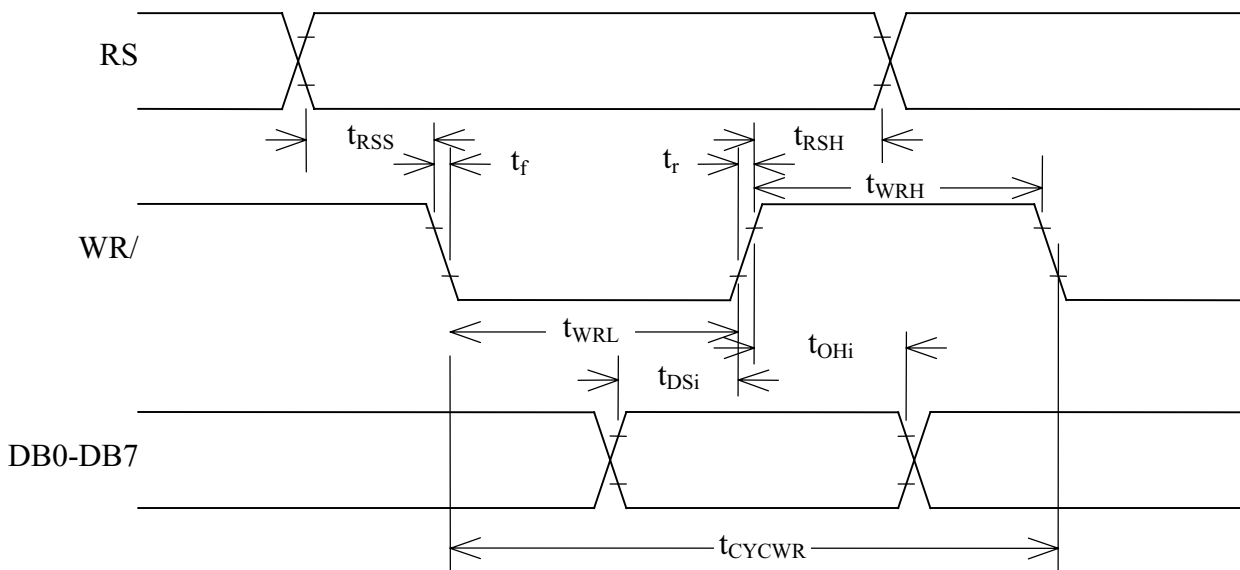 RS
tRSS
tRSH
tf
tr
tWRH
WR/
tWRL
tOHi
tDSi
DB0-DB7
tCYCWR